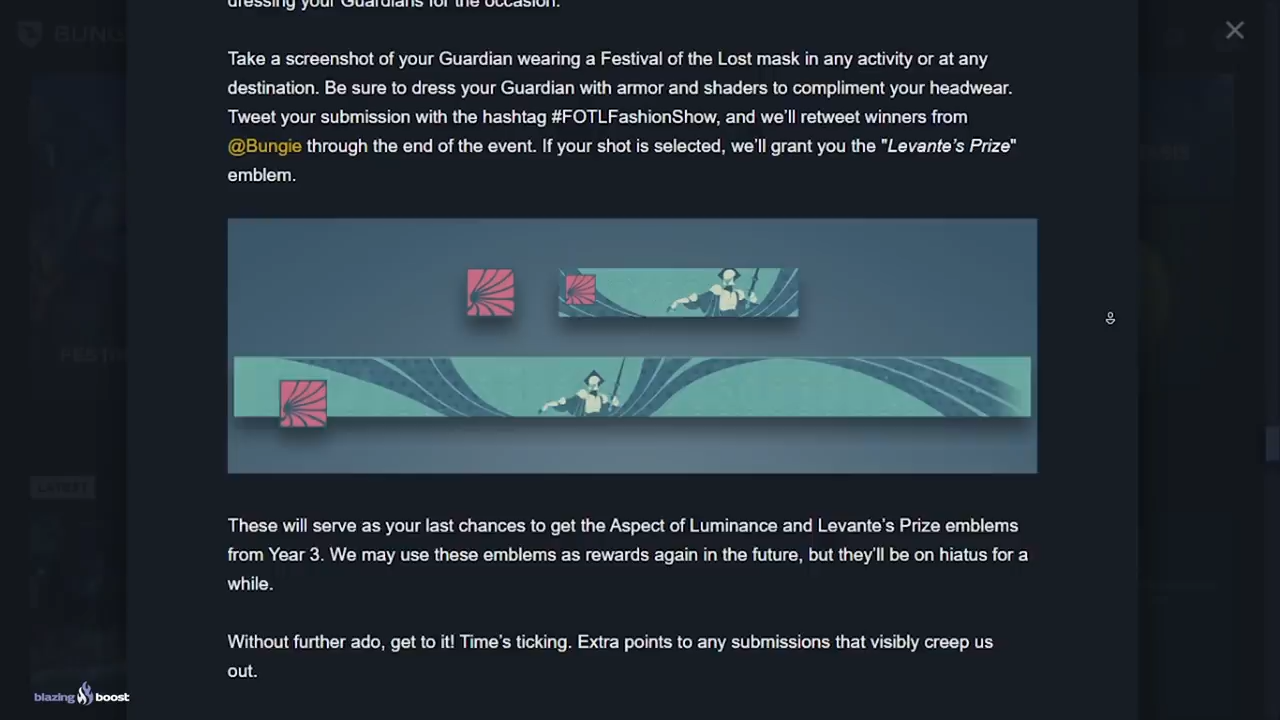 dressing your Guardians for the occasion.
BUNG
Take a screenshot of your Guardian wearing a Festival of the Lost mask in any activity or at any
destination. Be sure to dress your Guardian with armor and shaders to compliment your headwear.
Tweet your submission with the hashtag #FOTLFashionShow, and we’ll retweet winners from
@Bungie through the end of the event. If your shot is selected, we’ll grant you the "Levante’s Prize"
emblem.
LATEST
These will serve as your last chances to get the Aspect of Luminance and Levante’s Prize emblems
from Year 3. We may use these emblems as rewards again in the future, but they’ll be on hiatus for a
while.
Without further ado, get to it! Time’s ticking. Extra points to any submissions that visibly creep us
out.
blazing boost